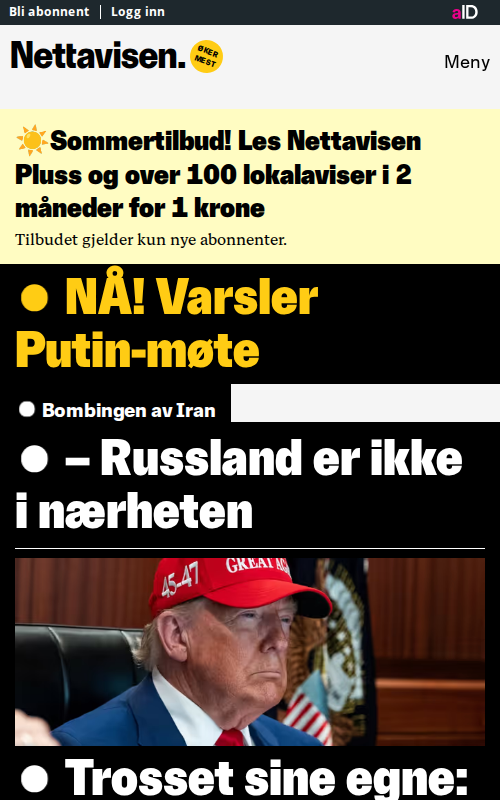 Bli abonnent
Logg inn
aID
Nettavisen.
ØKER
MEST
Meny
Sommertilbud! Les Nettavisen
Pluss og over 100 lokalaviser i 2
måneder for 1 krone
Tilbudet gjelder kun nye abonnenter.
NÅ! Varsler
Putin-møte
Bombingen av Iran
– Russland er ikke
i nærheten
45-47
GREAT AG
Trosset sine egne: